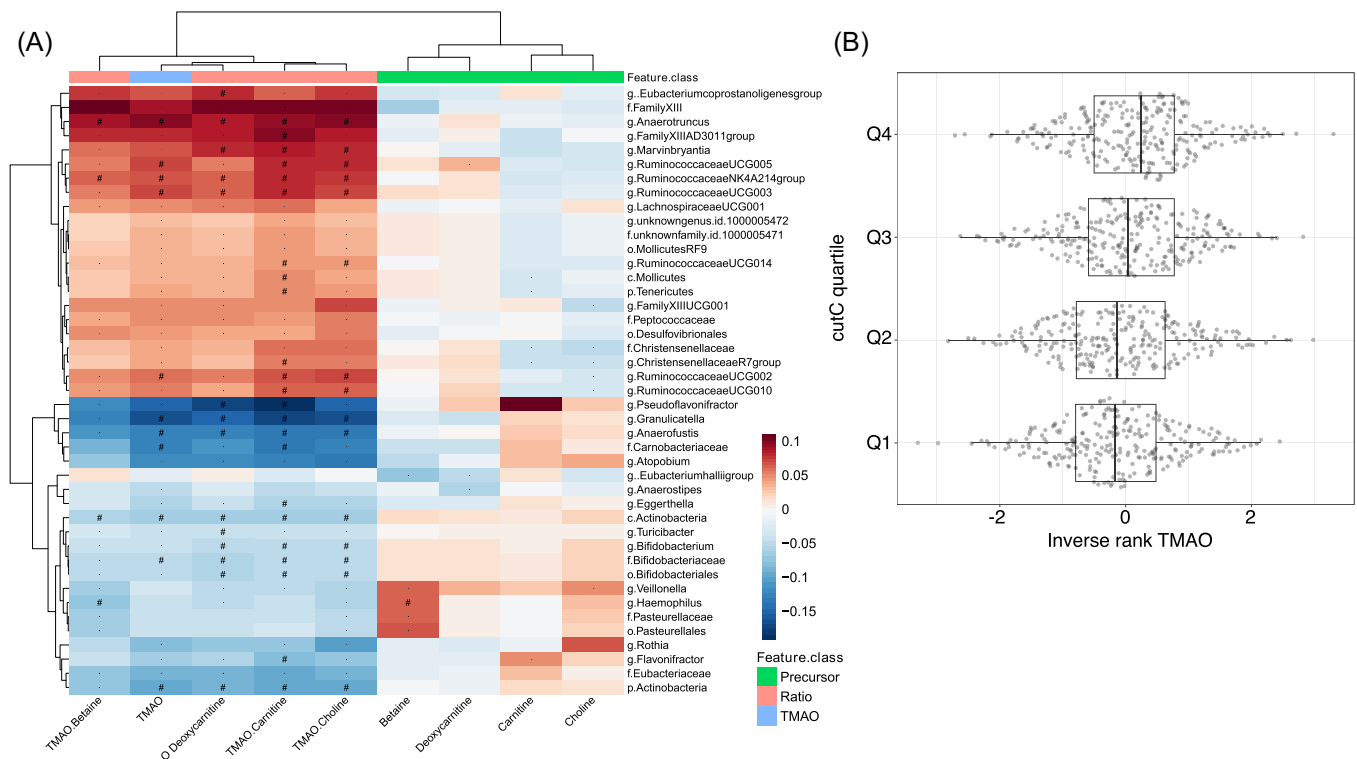 (A)
(B)
Feature.class
g..Eubacteriumcoprostanoligenesgroup
f.FamilyXIII
g.Anaerotruncus
g.FamilyXIIIAD3011group
g.Marvinbryantia
g.RuminococcaceaeUCG005
g.RuminococcaceaeNK4A214group
g.RuminococcaceaeUCG003
g.LachnospiraceaeUCG001
g.unknowngenus.id.1000005472
f.unknownfamily.id.1000005471
o.MollicutesRF9
g.RuminococcaceaeUCG014
c.Mollicutes
p.Tenericutes
g.FamilyXIIIUCG001
f.Peptococcaceae
o.Desulfovibrionales
f.Christensenellaceae
g.ChristensenellaceaeR7group
g.RuminococcaceaeUCG002
g.RuminococcaceaeUCG010
g.Pseudoflavonifractor
g.Granulicatella
g.Anaerofustis
f.Carnobacteriaceae
g.Atopobium
g..Eubacteriumhalliigroup
g.Anaerostipes
g.Eggerthella
c.Actinobacteria
g.Turicibacter
g.Bifidobacterium
f.Bifidobacteriaceae
o.Bifidobacteriales
g.Veillonella
g.Haemophilus
f.Pasteurellaceae
o.Pasteurellales
g.Rothia
g.Flavonifractor
f.Eubacteriaceae
p.Actinobacteria
TMAO.Betaine
TMAO
O Deoxycarnitine
TMAO.Carnitine
TMAO.Choline
Betaine
Deoxycarnitine
Carnitine
Choline
0.1
0.05
0
−0.05
−0.1
−0.15
Feature.class
Precursor
Ratio
TMAO
cutC quartile
Q4
Q3
Q2
Q1
-2
0
2
Inverse rank TMAO